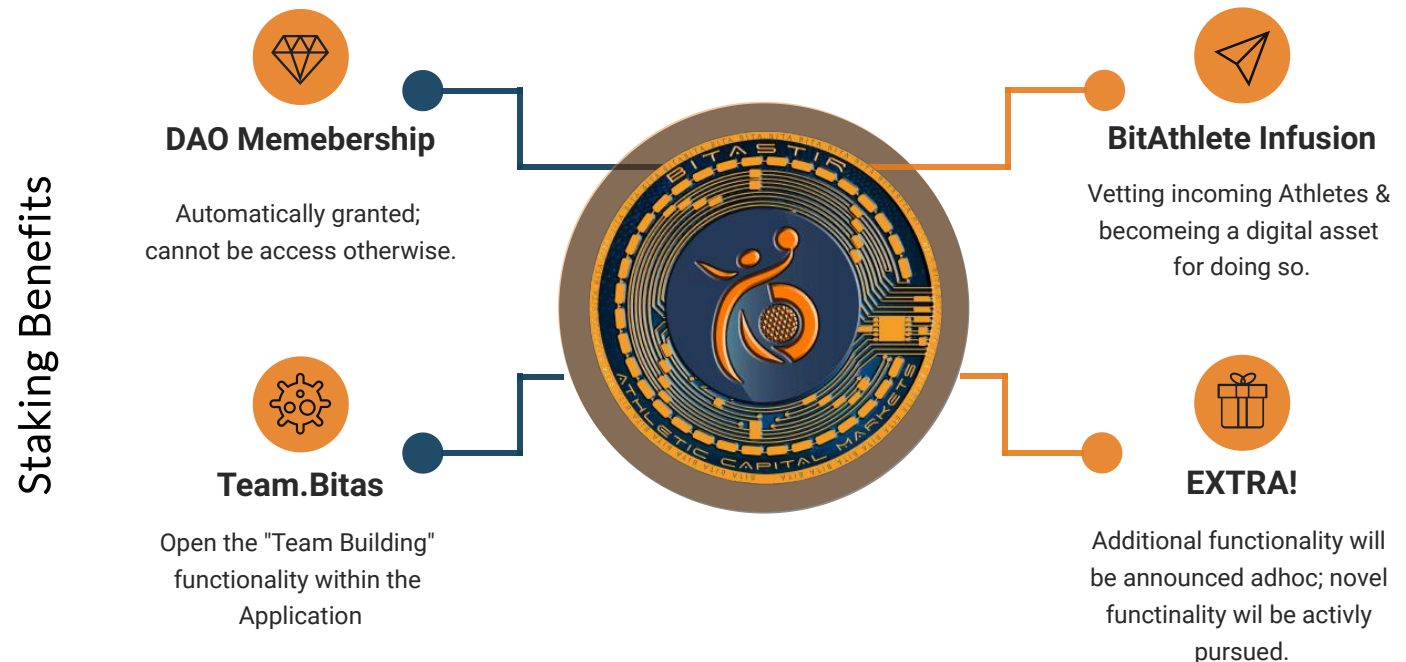 Staking Benefits
DAO Memebership
Automatically granted;
cannot be access otherwise.
BitAthlete Infusion
Vetting incoming Athletes &
becomeing a digital asset
for doing so.
BITASTIR
ATHLETIC CAPITAL MARKETS
Team.Bitas
Open the "Team Building"
functionality within the
Application
EXTRA!
Additional functionality will
be announced adhoc; novel
functinality wil be activly
pursued.